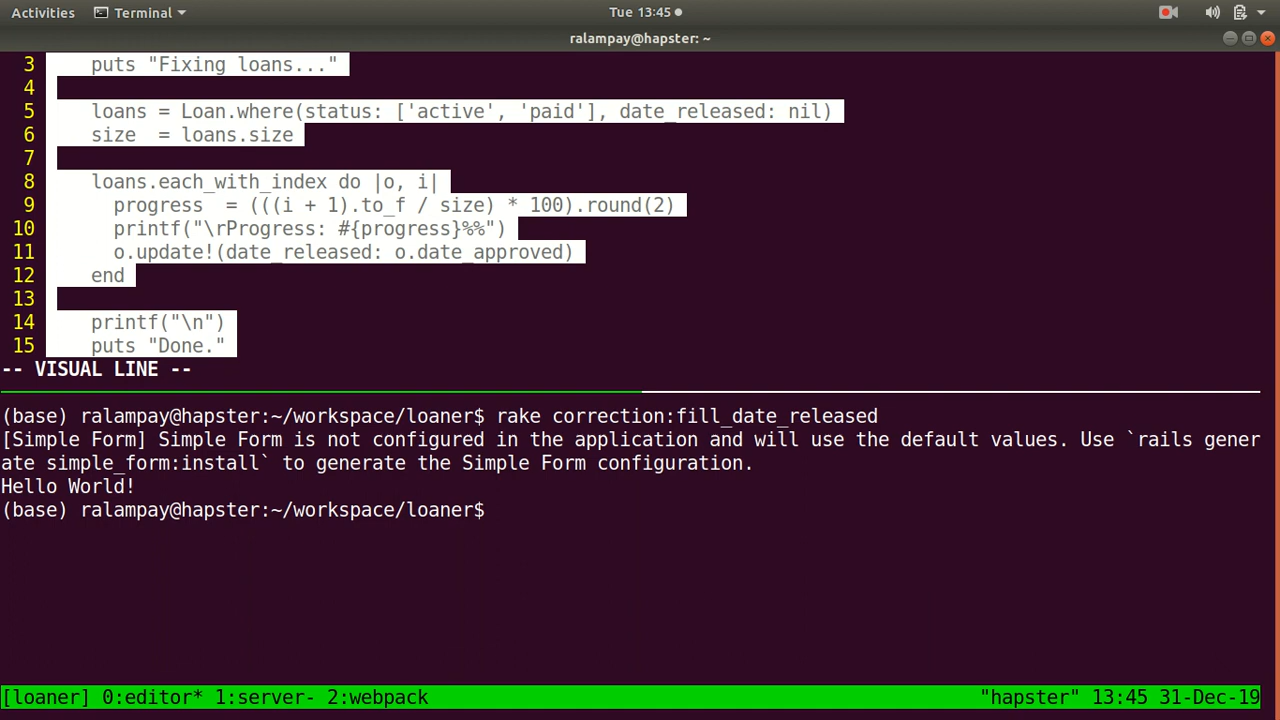 Activities Terminal Tue 13:45
ralampay@hapster: ~
3 puts "Fixing loans..."
4
5 loans = Loan.where(status: ['active', 'paid'], date_released: nil)
6 size  = loans.size
7
8 loans.each_with_index do |o, i|
9   progress  = (((i + 1).to_f / size) * 100).round(2)
10   printf("\rProgress: #{progress}%%")
11   o.update!(date_released: o.date_approved)
12 end
13
14 printf("\n")
15 puts "Done."
-- VISUAL LINE --
(base) ralampay@hapster:~/workspace/loaner$ rake correction:fill_date_released
[Simple Form] Simple Form is not configured in the application and will use the default values. Use `rails gener
ate simple_form:install` to generate the Simple Form configuration.
Hello World!
(base) ralampay@hapster:~/workspace/loaner$
[loaner] 0:editor* 1:server- 2:webpack "hapster" 13:45 31-Dec-19